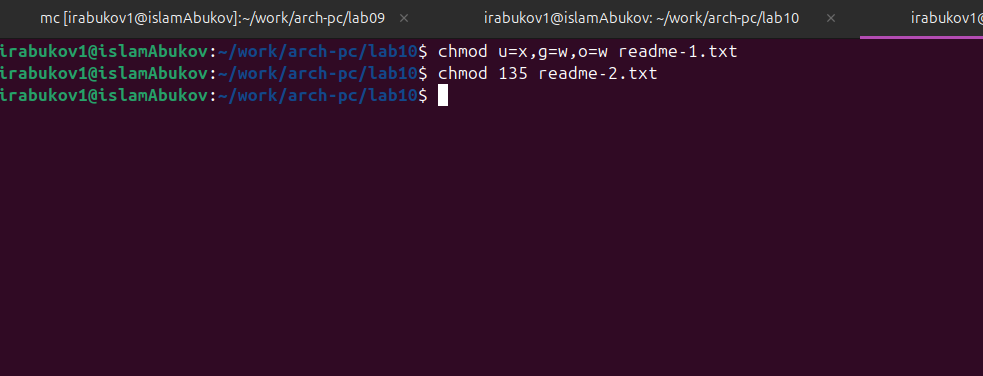 mc [irabukov1@islamAbukov]:~/work/arch-pc/lab09 × irabukov1@islamAbukov: ~/work/arch-pc/lab10 × irabukov1@
irabukov1@islamAbukov:~/work/arch-pc/lab10$ chmod u=x,g=w,o=w readme-1.txt
irabukov1@islamAbukov:~/work/arch-pc/lab10$ chmod 135 readme-2.txt
irabukov1@islamAbukov:~/work/arch-pc/lab10$